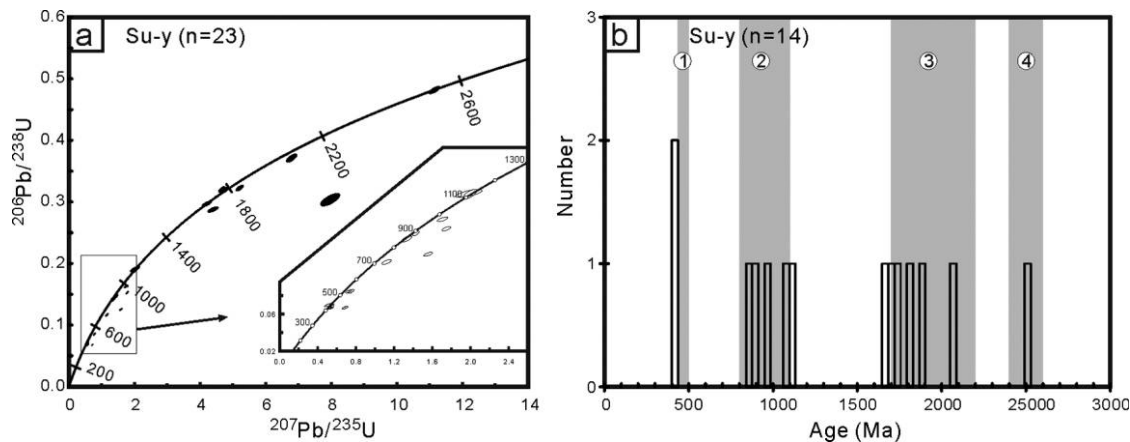 a Su-y (n=23)
206Pb/238U
0.6
0.5
0.4
0.3
0.2
0.1
0.0
0 2 4 6 8 10 12 14
207Pb/235U
200
600
1000
1400
1800
2200
2600
0.06
0.02
0.0 0.4 0.8 1.2 1.6 2.0 2.4
300
500
700
900
1100
1300
b Su-y (n=14)
① ② ③ ④
Number
3
2
1
0
0 500 1000 1500 2000 2500 3000
Age (Ma)